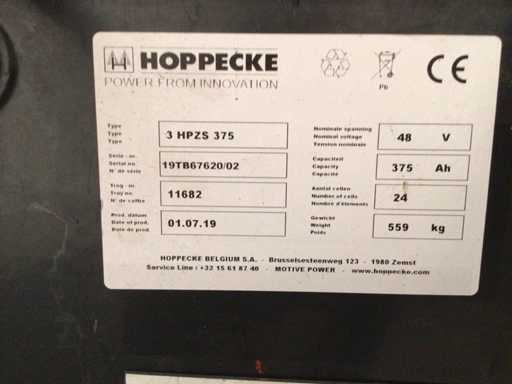 HOPPECKE
POWER FROM INNOVATION
Pb
CE
Type
Type
Type
3 HPZS 375
Nominale spanning
Nominal voltage
Tension nominale
48 V
Serie - nr.
Serial no.
N° de série
19TB67620/02
Capaciteit
Capacity
Capacité
375 Ah
Trog - nr.
Tray no.
N° de coffre
11682
Aantal cellen
Number of cells
Nombre d'éléments
24
Prod. datum
Date of prod.
Date de prod.
01.07.19
Gewicht
Weight
Poids
559 kg
HOPPECKE BELGIUM S.A. - Brusselsesteenweg 123 - 1980 Zemst
Service Line : +32 15 61 87 40 - MOTIVE POWER - www.hoppecke.com